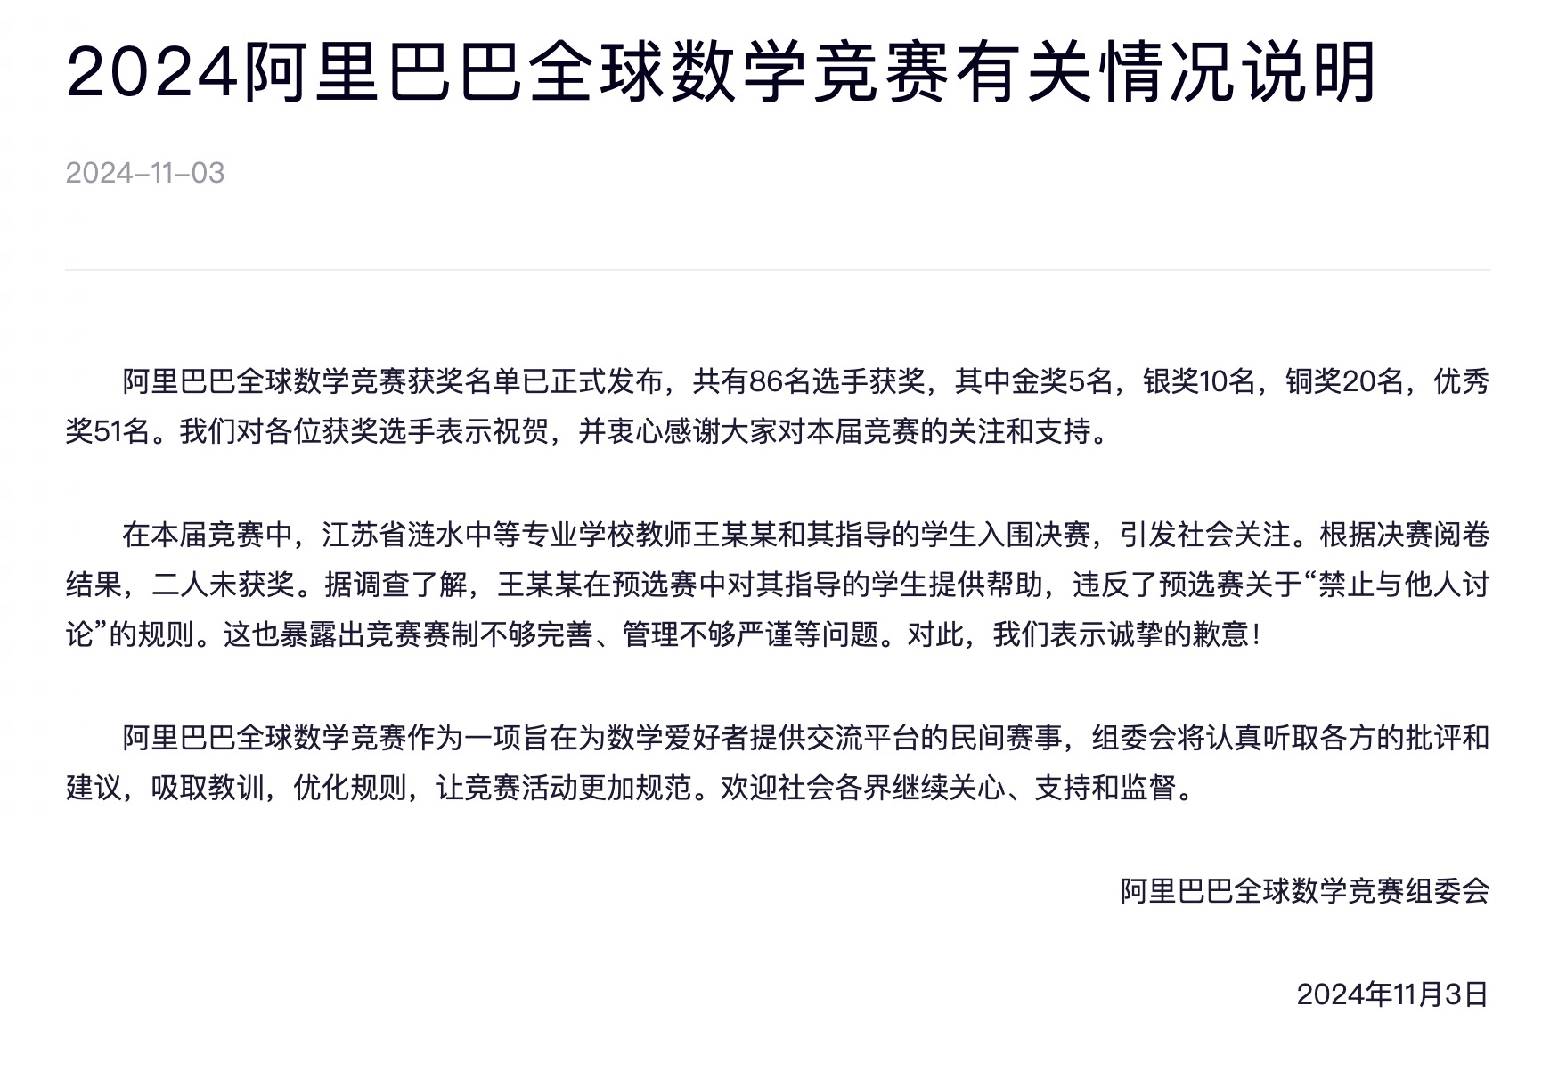 2024阿里巴巴全球数学竞赛有关情况说明
2024-11-03
阿里巴巴全球数学竞赛获奖名单已正式发布，共有86名选手获奖，其中金奖5名，银奖10名，铜奖20名，优秀
奖51名。我们对各位获奖选手表示祝贺，并衷心感谢大家对本届竞赛的关注和支持。
在本届竞赛中，江苏省涟水中等专业学校教师王某某和其指导的学生入围决赛，引发社会关注。根据决赛阅卷
结果，二人未获奖。据调查了解，王某某在预选赛中对其指导的学生提供帮助，违反了预选赛关于“禁止与他人讨
论”的规则。这也暴露出竞赛赛制不够完善、管理不够严谨等问题。对此，我们表示诚挚的歉意！
阿里巴巴全球数学竞赛作为一项旨在为数学爱好者提供交流平台的民间赛事，组委会将认真听取各方的批评和
建议，吸取教训，优化规则，让竞赛活动更加规范。欢迎社会各界继续关心、支持和监督。
阿里巴巴全球数学竞赛组委会
2024年11月3日